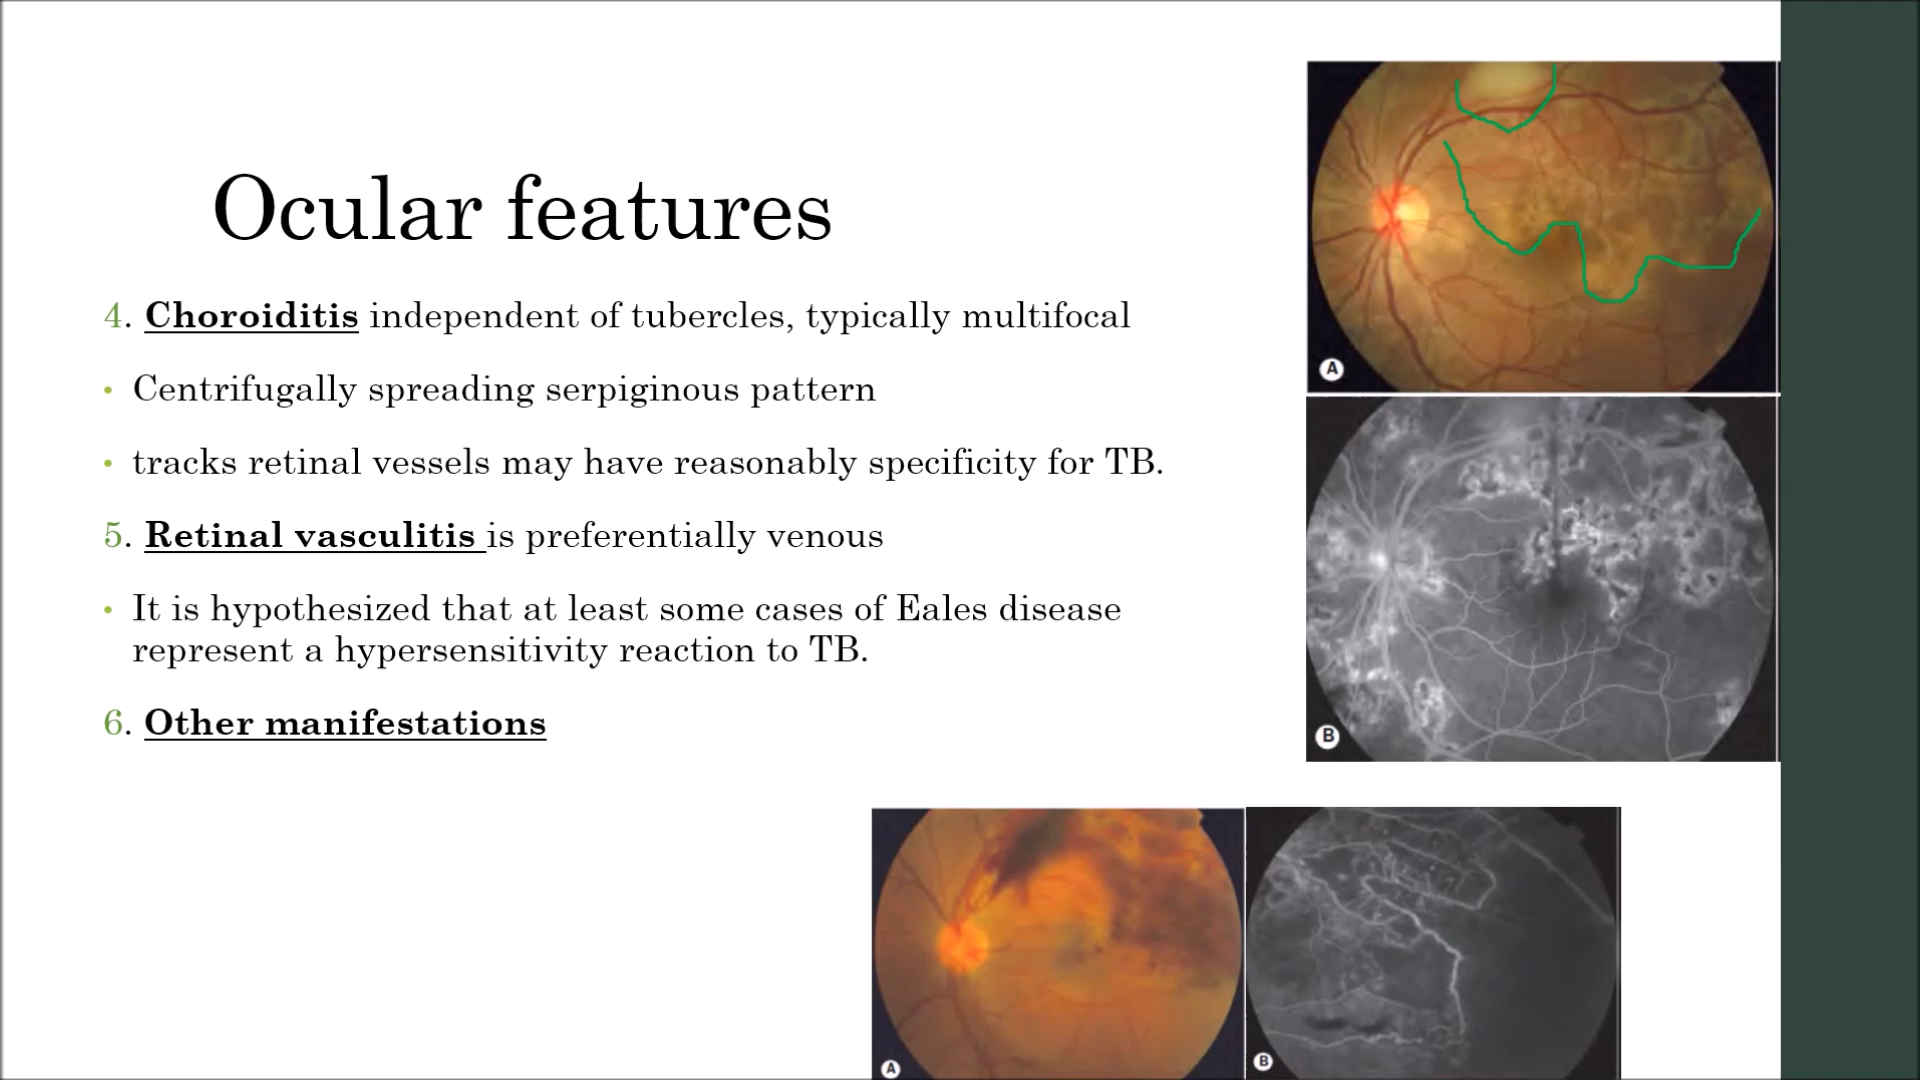 Ocular features
4. Choroiditis independent of tubercles, typically multifocal
• Centrifugally spreading serpiginous pattern
• tracks retinal vessels may have reasonably specificity for TB.
5. Retinal vasculitis is preferentially venous
• It is hypothesized that at least some cases of Eales disease
represent a hypersensitivity reaction to TB.
6. Other manifestations
A
B
A
B